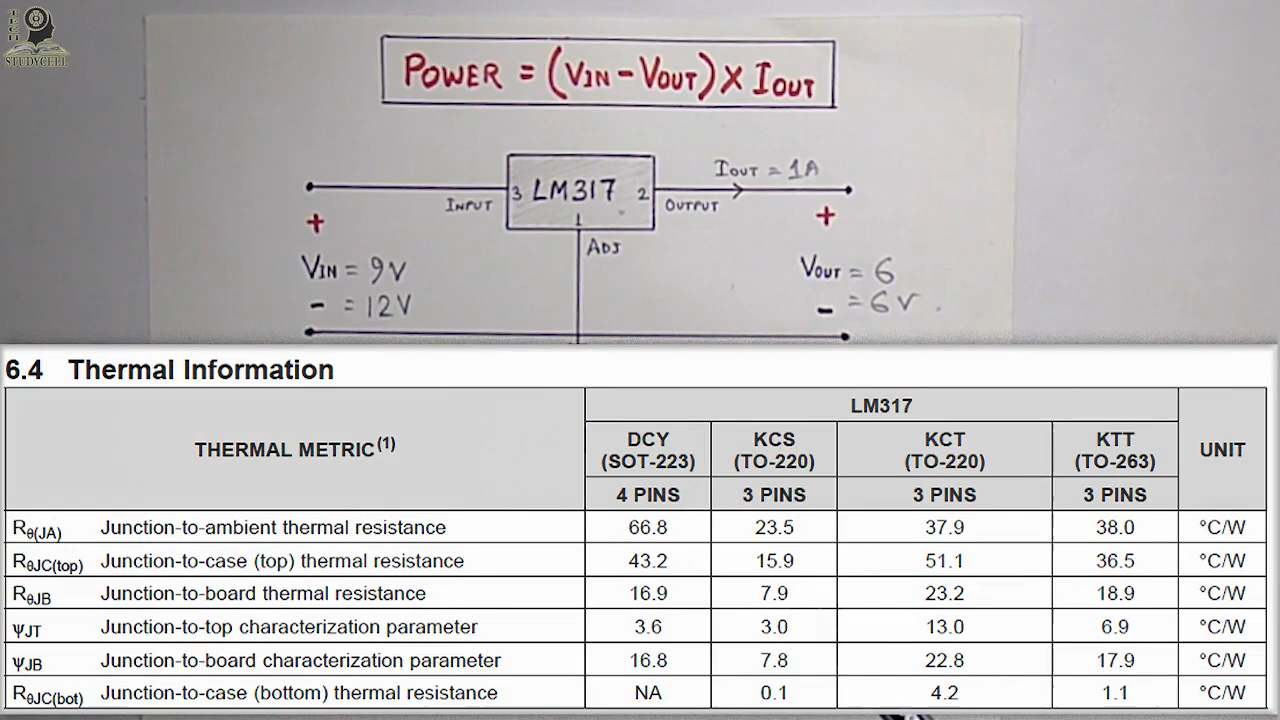 TECH
STUDYCELL
POWER = (VIN - VOUT) X IOUT
IOUT = 1A
3 LM317 2
INPUT
OUTPUT
1
ADJ
+
+
VIN = 9V
VOUT = 6
- = 12V
- = 6V.
6.4 Thermal Information
THERMAL METRIC(1)
LM317
UNIT
DCY (SOT-223)
KCS (TO-220)
KCT (TO-220)
KTT (TO-263)
4 PINS
3 PINS
3 PINS
3 PINS
Rθ(JA) Junction-to-ambient thermal resistance 66.8 23.5 37.9 38.0 °C/W
RθJC(top) Junction-to-case (top) thermal resistance 43.2 15.9 51.1 36.5 °C/W
RθJB Junction-to-board thermal resistance 16.9 7.9 23.2 18.9 °C/W
ψJT Junction-to-top characterization parameter 3.6 3.0 13.0 6.9 °C/W
ψJB Junction-to-board characterization parameter 16.8 7.8 22.8 17.9 °C/W
RθJC(bot) Junction-to-case (bottom) thermal resistance NA 0.1 4.2 1.1 °C/W